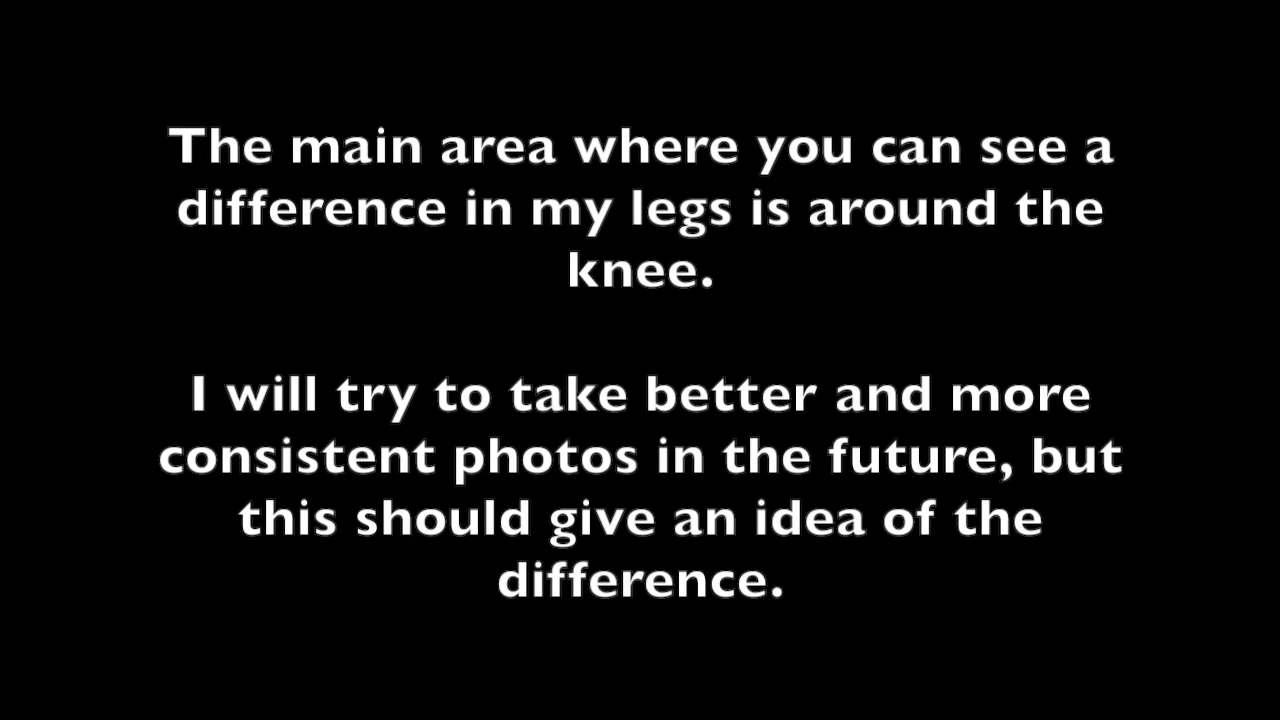 The main area where you can see a
difference in my legs is around the
knee.
I will try to take better and more
consistent photos in the future, but
this should give an idea of the
difference.